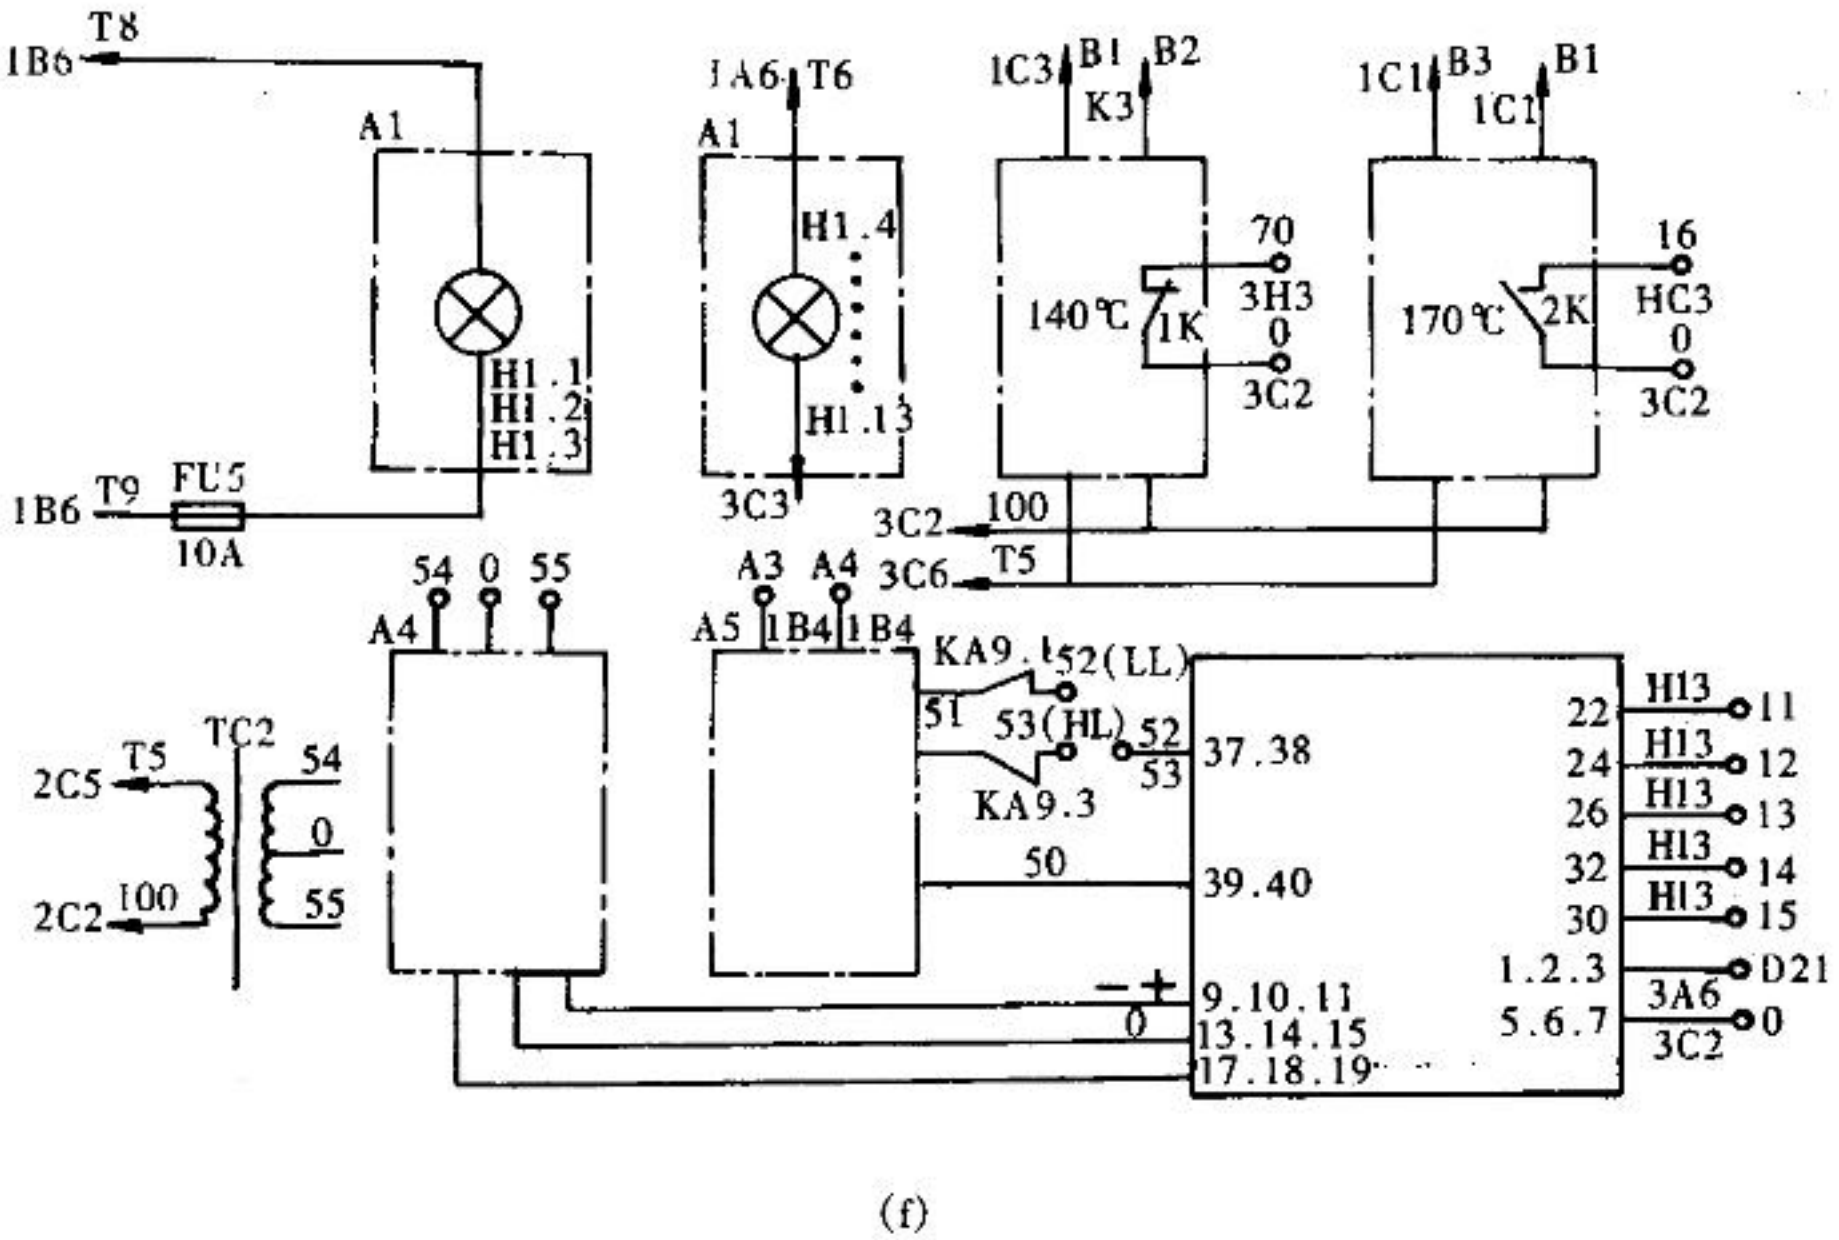 T8
1B6
A1
H1.1
H1.2
H1.3
1B6 T9 FU5
10A
1A6 T6
A1
H1.4
H1.13
3C3
1C3 B1 B2
K3
140℃ 1K
70
3H3
0
3C2
1C1 B3 B1
1C1
170℃ 2K
16
HC3
0
3C2
3C2 100
3C6 T5
54 0 55
A4
A3 A4
A5 1B4 1B4
TC2
2C5 T5
2C2 100
54
0
55
KA9. 52(LL)
51
53(HL) 52
53
KA9.3
50
- +
0
37.38
39.40
9.10.11
13.14.15
17.18.19
22 H13 11
24 H13 12
26 H13 13
32 H13 14
30 H13 15
1.2.3 D21
3A6
5.6.7 0
3C2
(f)